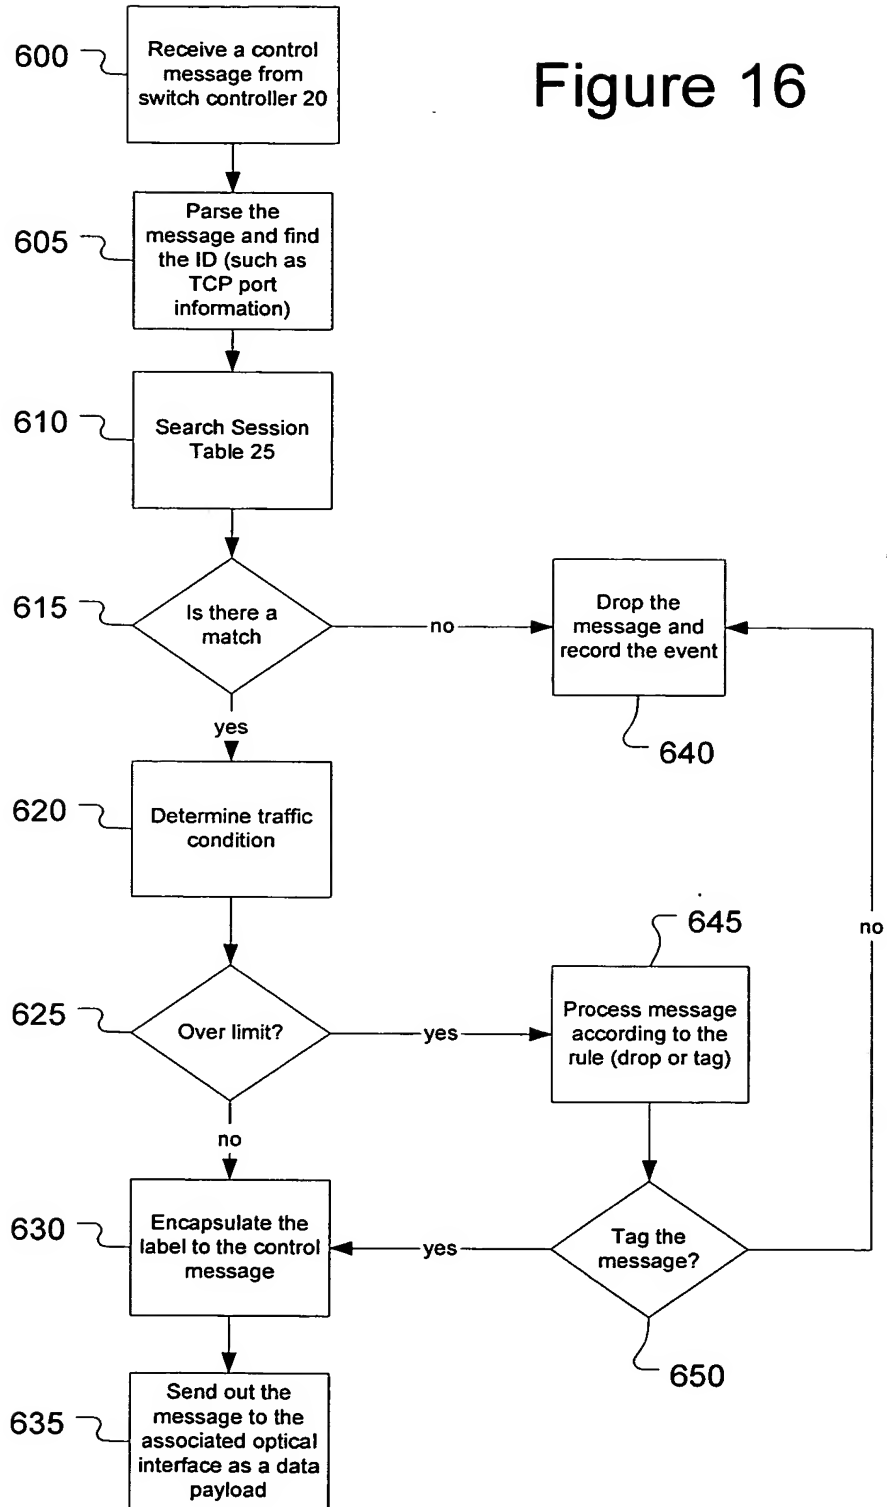 Figure 16
600
Receive a control
message from
switch controller 20
605
Parse the
message and find
the ID (such as
TCP port
information)
610
Search Session
Table 25
615
Is there a
match
no
Drop the
message and
record the event
640
yes
620
Determine traffic
condition
645
no
625
Over limit?
yes
Process message
according to the
rule (drop or tag)
no
630
Encapsulate the
label to the control
message
yes
Tag the
message?
650
635
Send out the
message to the
associated optical
interface as a data
payload